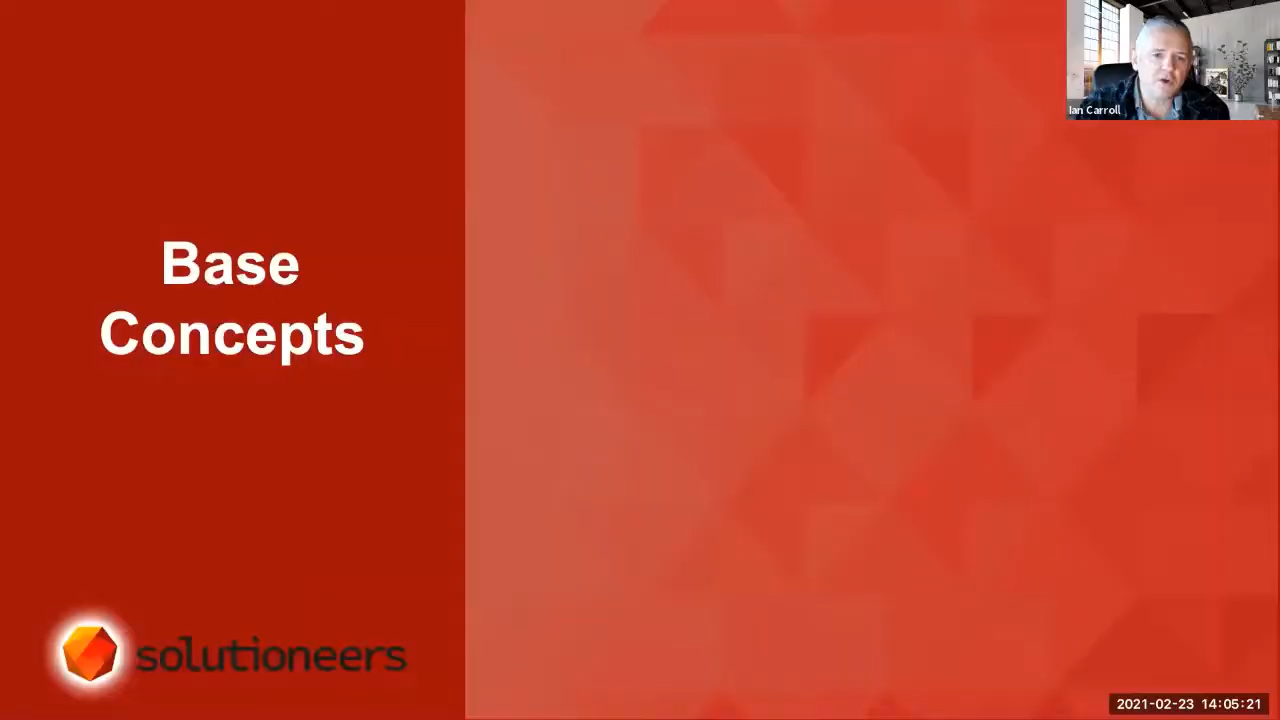 Ian Carroll
Base
Concepts
solutioneers
2021-02-23 14:05:21